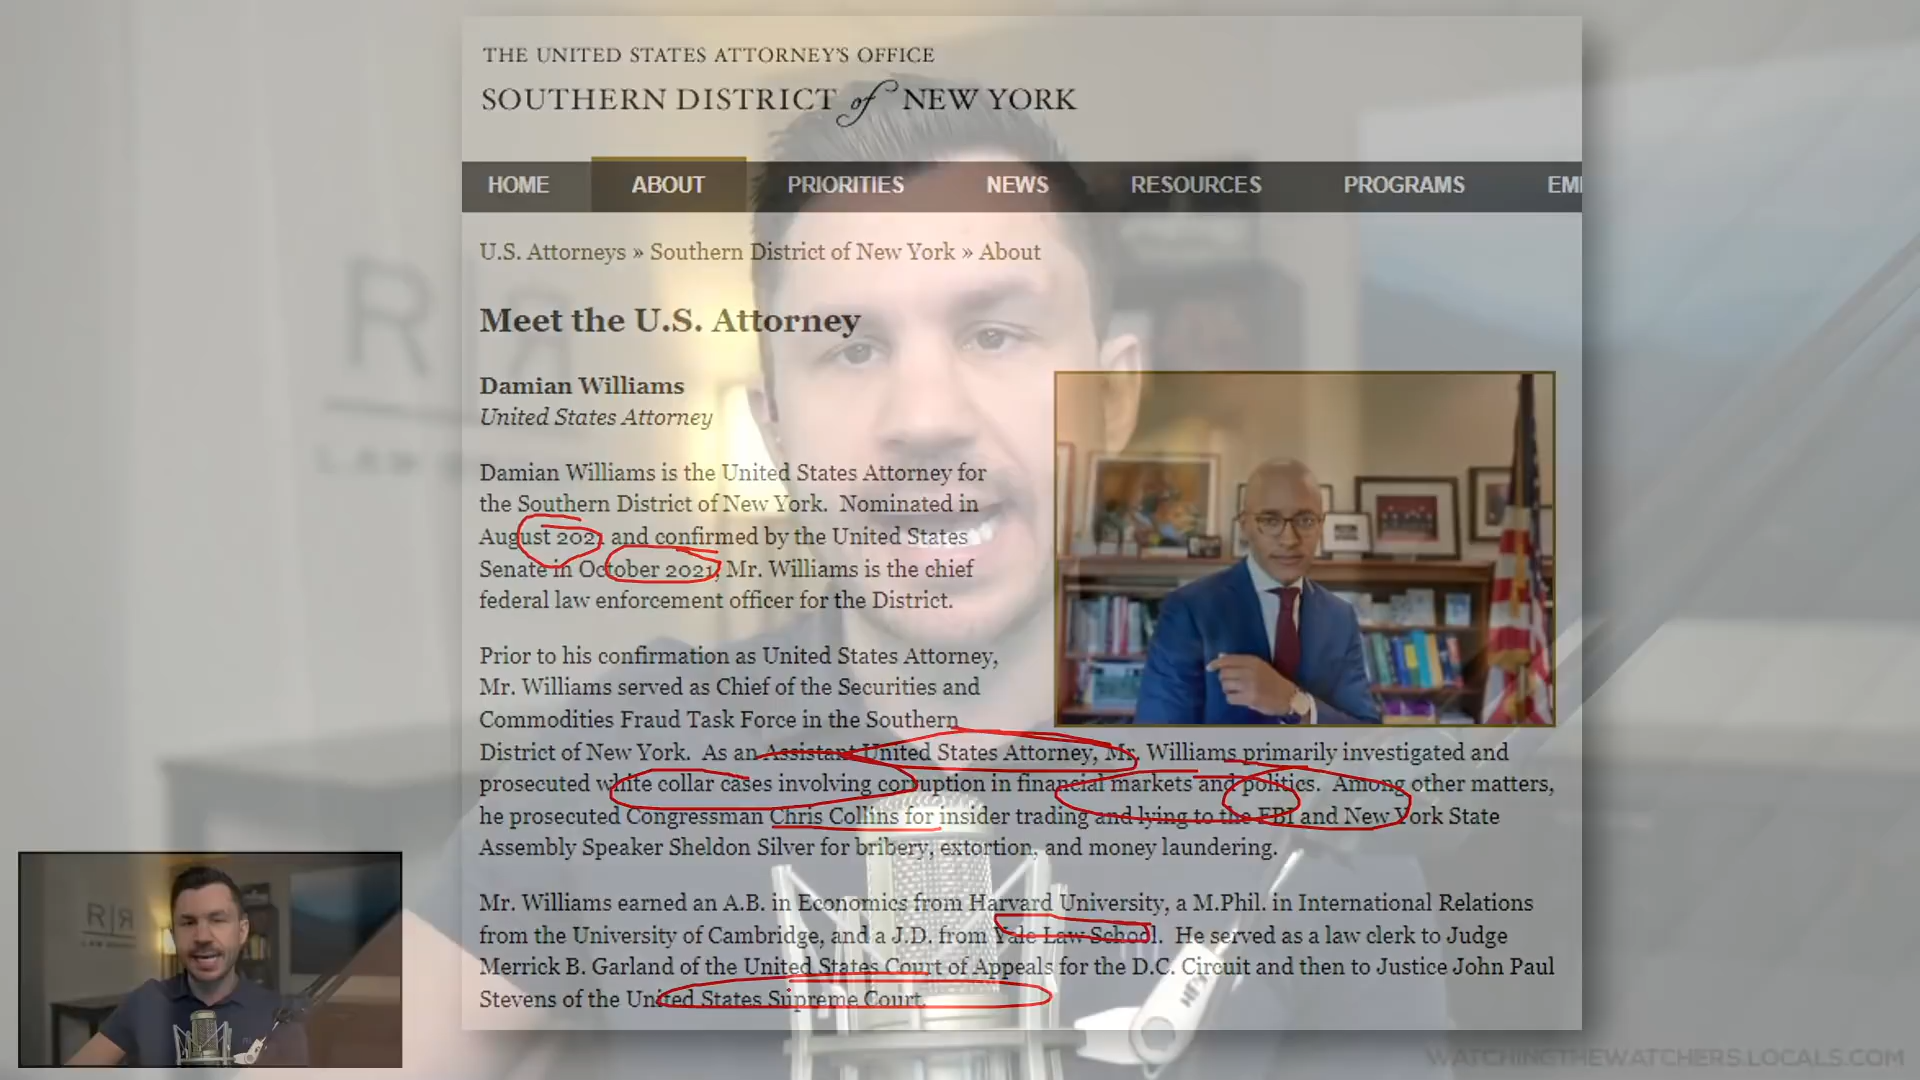 THE UNITED STATES ATTORNEY'S OFFICE
SOUTHERN DISTRICT of NEW YORK
HOME ABOUT PRIORITIES NEWS RESOURCES PROGRAMS EM
U.S. Attorneys » Southern District of New York » About
Meet the U.S. Attorney
Damian Williams
United States Attorney
Damian Williams is the United States Attorney for
the Southern District of New York. Nominated in
August 2021 and confirmed by the United States
Senate in October 2021, Mr. Williams is the chief
federal law enforcement officer for the District.
Prior to his confirmation as United States Attorney,
Mr. Williams served as Chief of the Securities and
Commodities Fraud Task Force in the Southern
District of New York. As an Assistant United States Attorney, Mr. Williams primarily investigated and
prosecuted white collar cases involving corruption in financial markets and politics. Among other matters,
he prosecuted Congressman Chris Collins for insider trading and lying to the FBI and New York State
Assembly Speaker Sheldon Silver for bribery, extortion, and money laundering.
Mr. Williams earned an A.B. in Economics from Harvard University, a M.Phil. in International Relations
from the University of Cambridge, and a J.D. from Yale Law School. He served as a law clerk to Judge
Merrick B. Garland of the United States Court of Appeals for the D.C. Circuit and then to Justice John Paul
Stevens of the United States Supreme Court.
R|R
LAW
WATCHINGTHEWATCHERS.LOCALS.COM